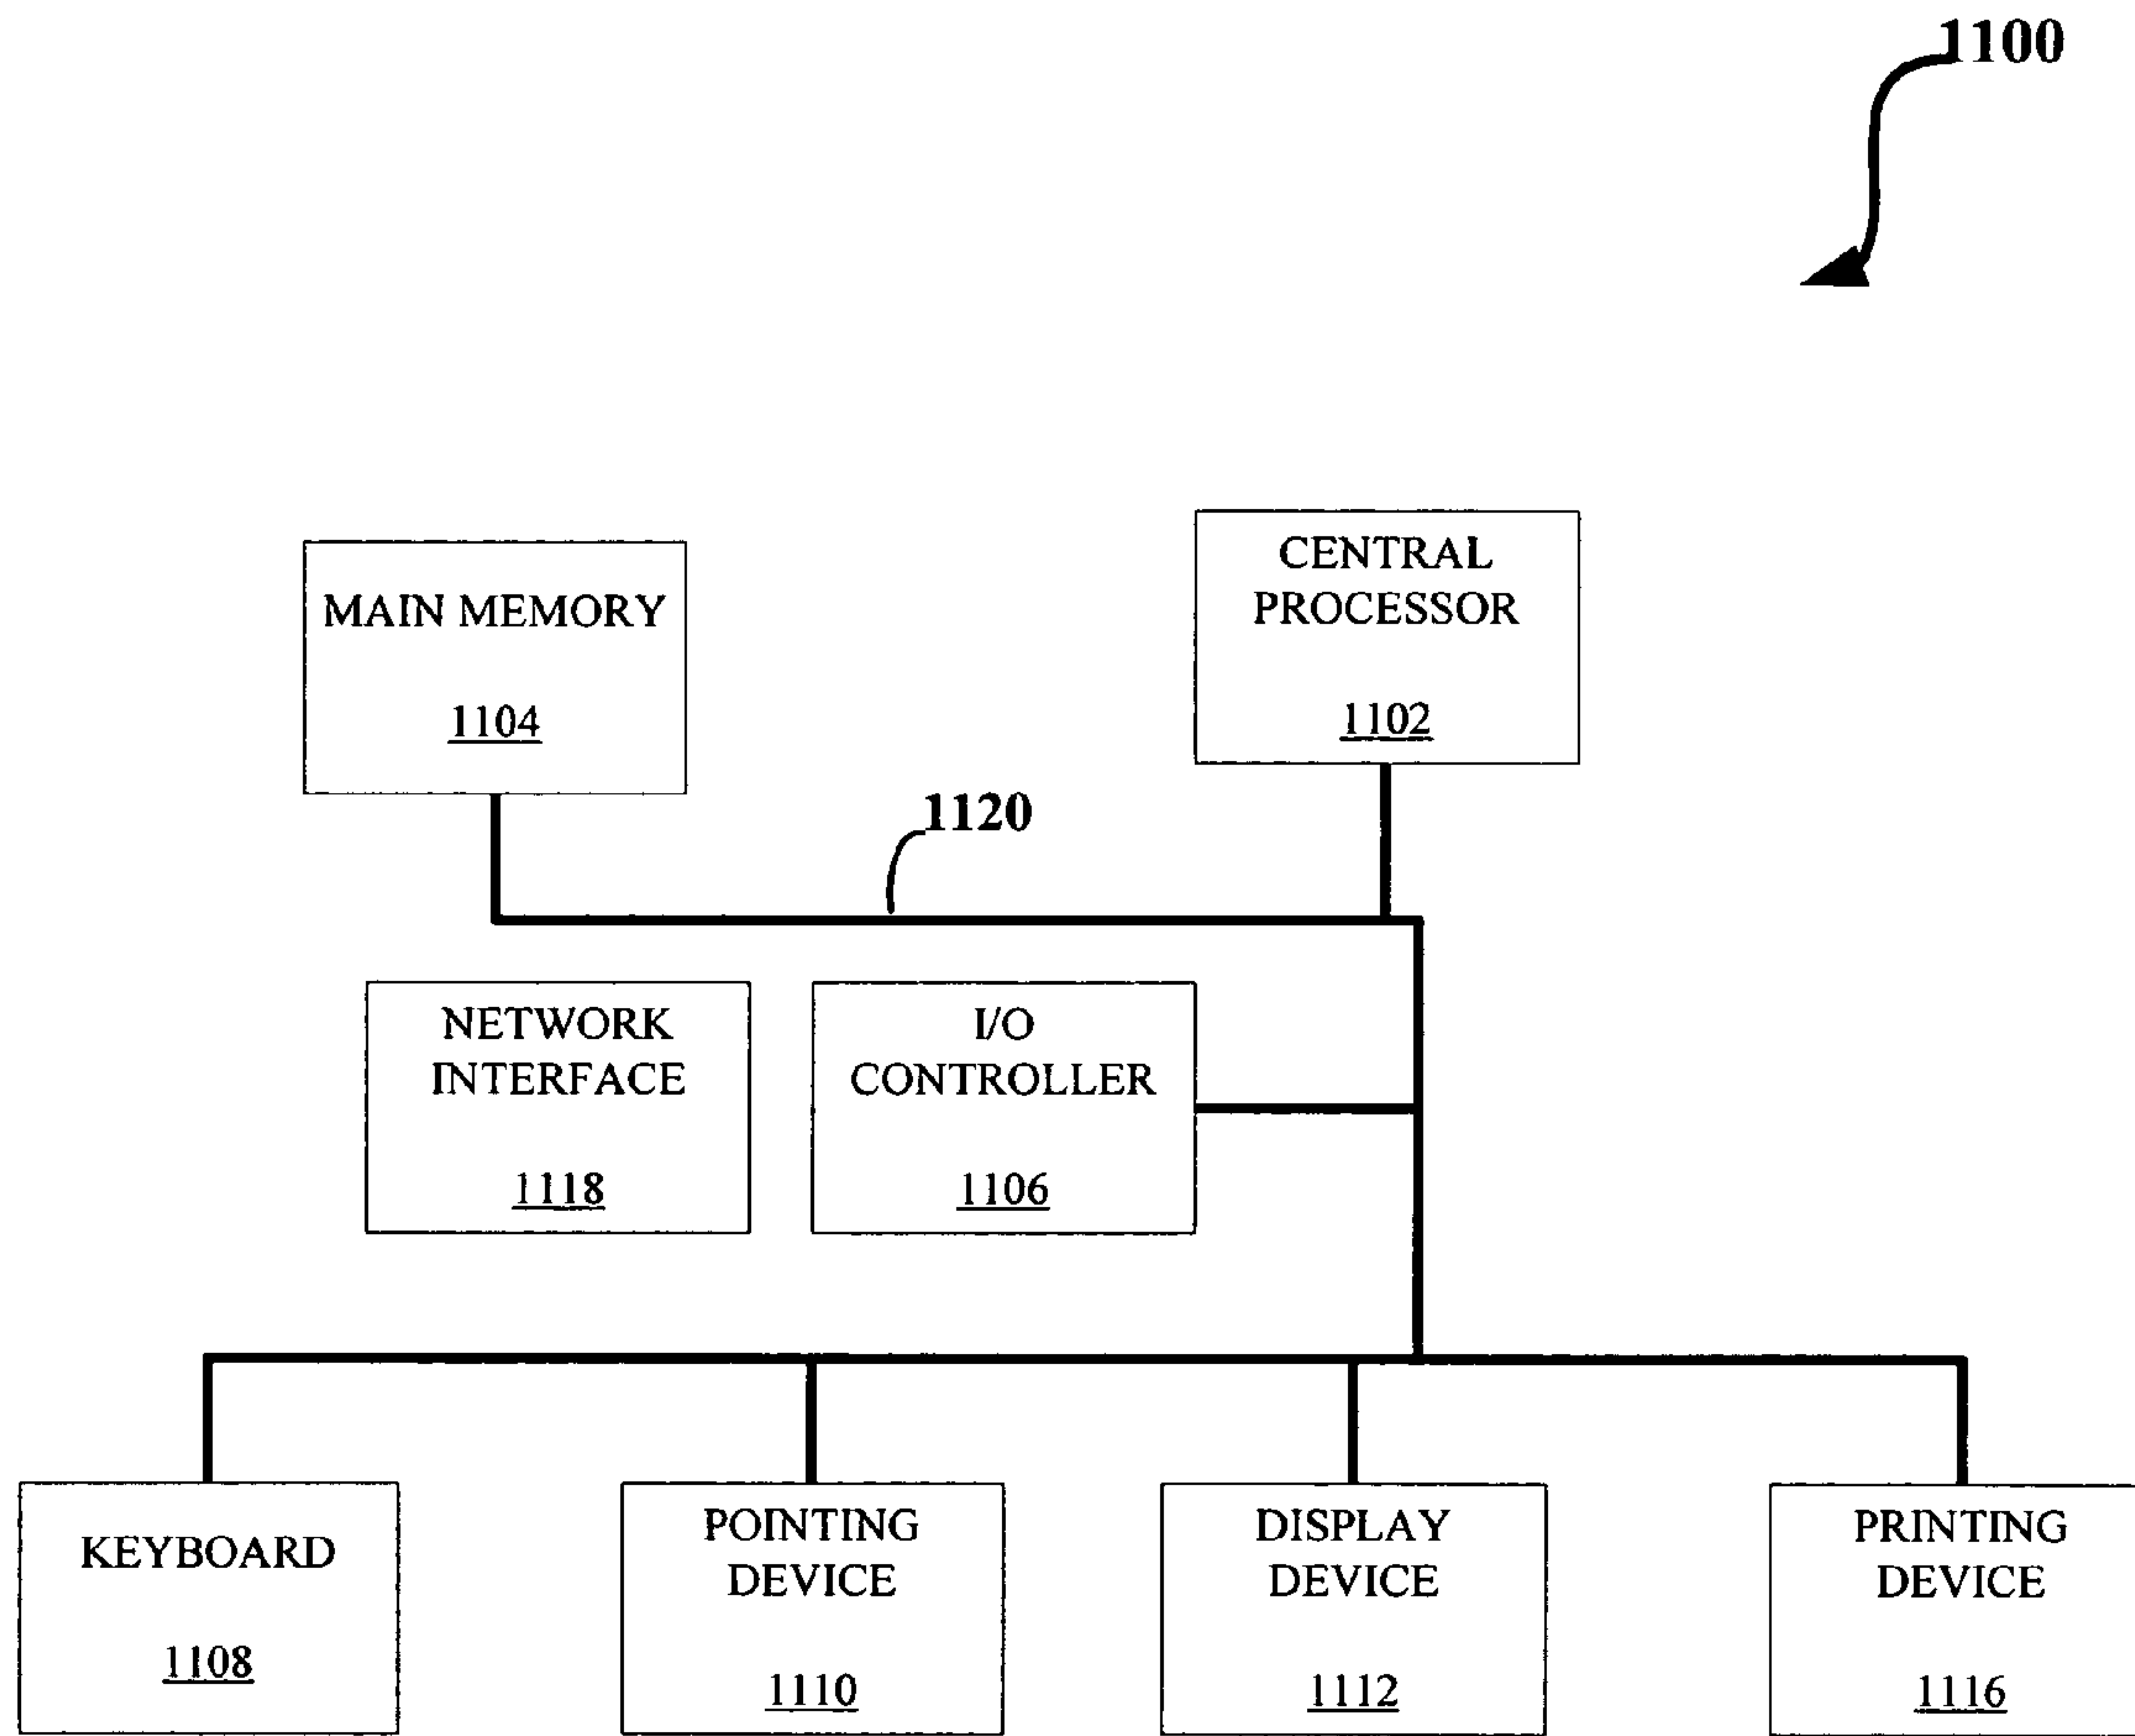 1100
MAIN MEMORY
1104
CENTRAL
PROCESSOR
1102
1120
NETWORK
INTERFACE
1118
I/O
CONTROLLER
1106
KEYBOARD
1108
POINTING
DEVICE
1110
DISPLAY
DEVICE
1112
PRINTING
DEVICE
1116